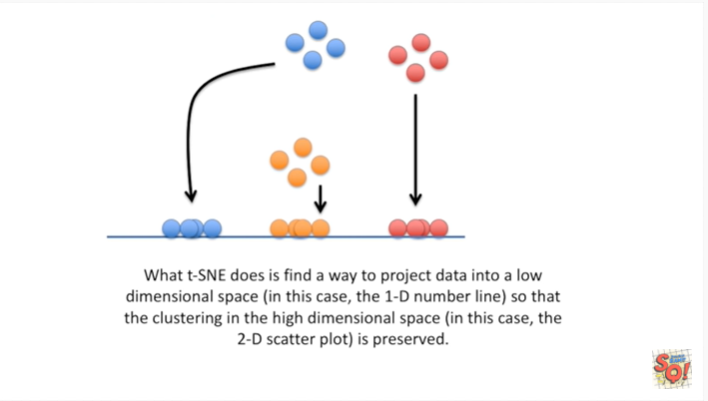 What t-SNE does is find a way to project data into a low
dimensional space (in this case, the 1-D number line) so that
the clustering in the high dimensional space (in this case, the
2-D scatter plot) is preserved.
SQ!